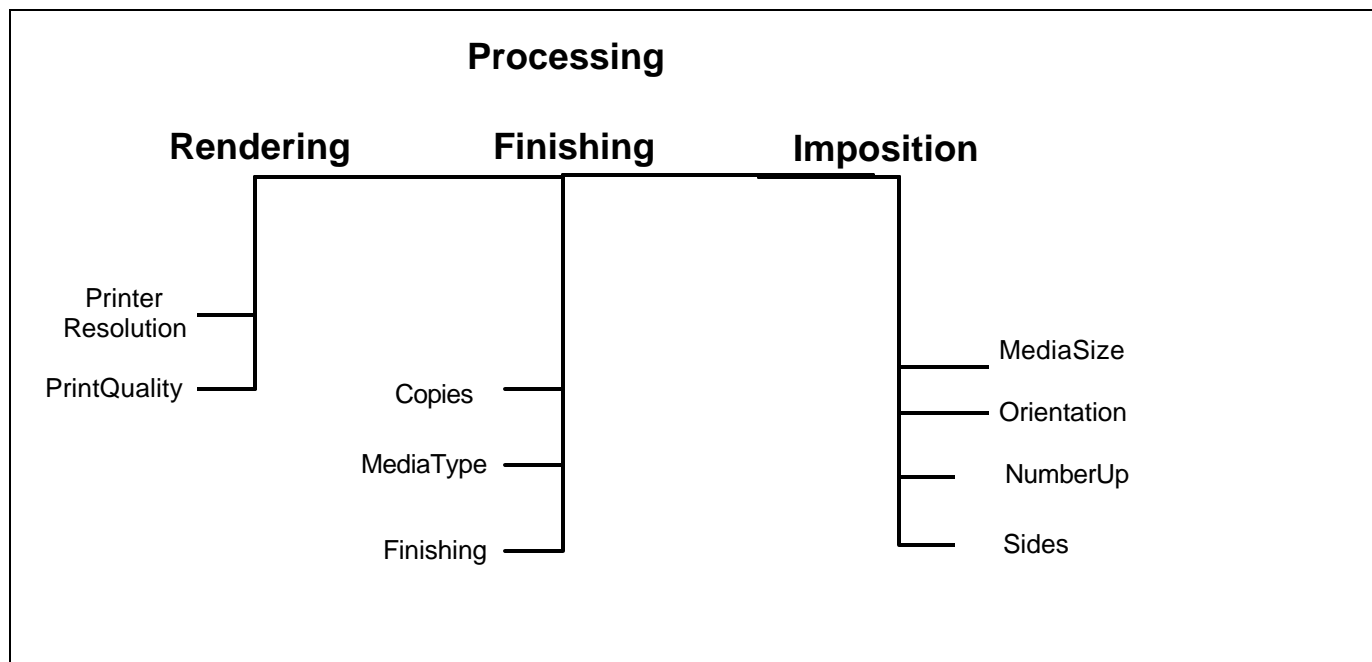 Processing
Rendering
Finishing
Imposition
Printer
Resolution
PrintQuality
Copies
MediaType
Finishing
MediaSize
Orientation
NumberUp
Sides